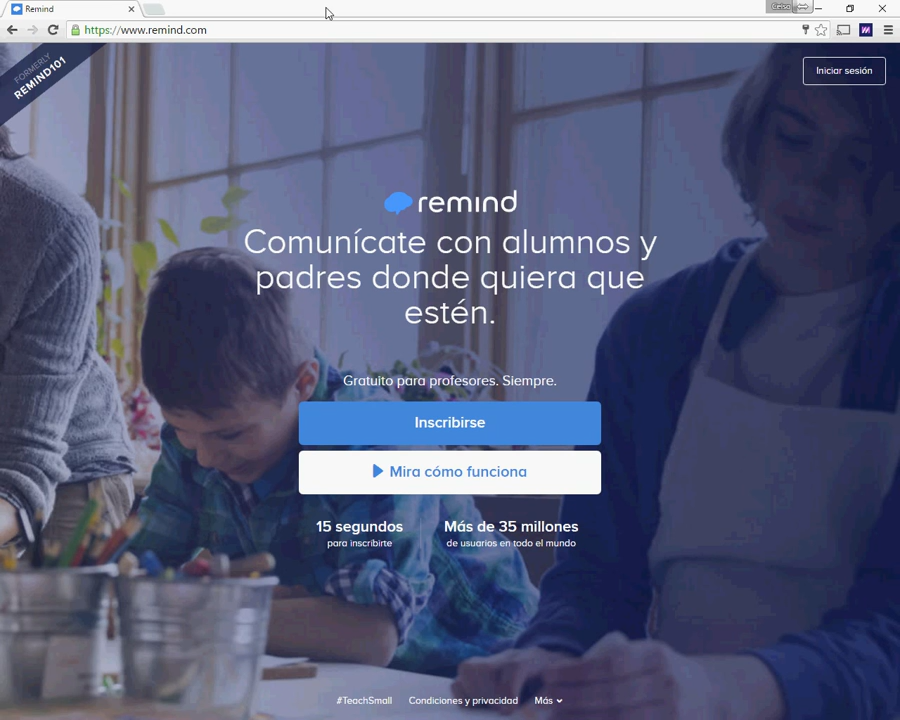 Remind
Celso
https://www.remind.com
FORMERLY
REMIND101
Iniciar sesión
remind
Comunícate con alumnos y
padres donde quiera que
estén.
Gratuito para profesores. Siempre.
Inscribirse
Mira cómo funciona
15 segundos
para inscribirte
Más de 35 millones
de usuarios en todo el mundo
#TeachSmall Condiciones y privacidad Más